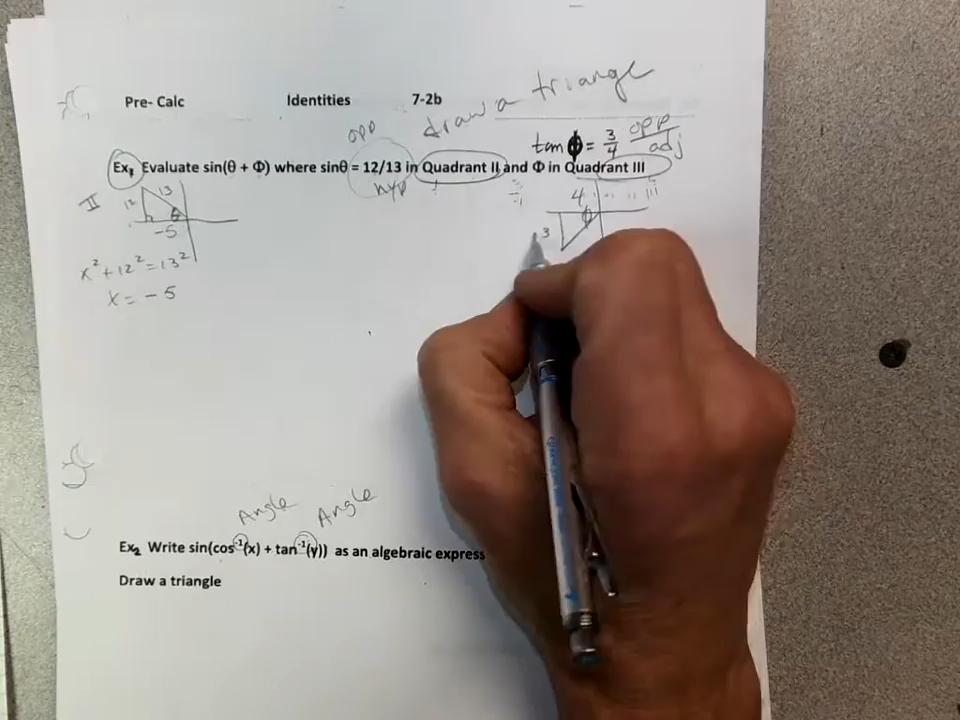 Pre- Calc Identities 7-2b
draw a triange
opp
tan Φ = 3/4 opp/adj
Ex1 Evaluate sin(θ + Φ) where sinθ = 12/13 in Quadrant II and Φ in Quadrant III
hyp
II 13 12 θ -5
4 III Φ 3
x² + 12² = 13²
x = -5
Angle Angle
Ex2 Write sin(cos⁻¹(x) + tan⁻¹(y)) as an algebraic express
Draw a triangle